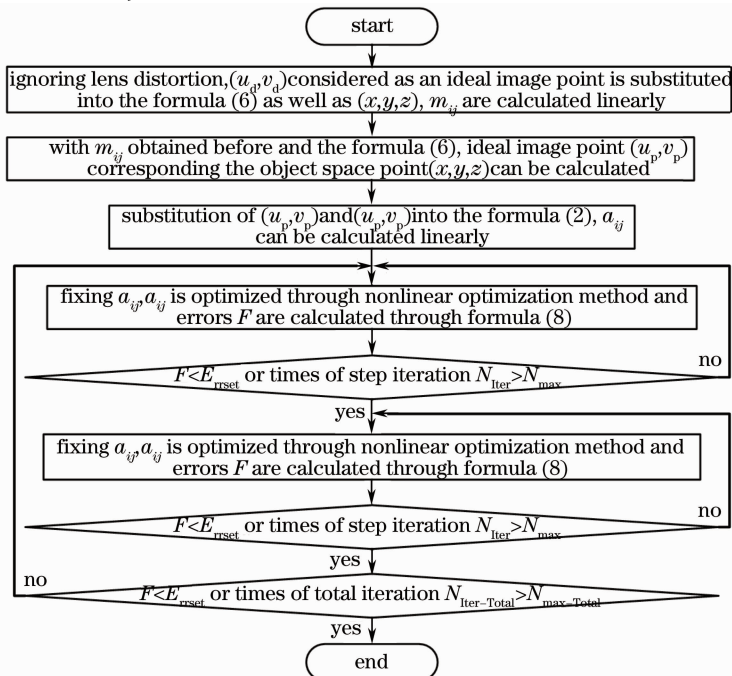 start
ignoring lens distortion,(u_d,v_d)considered as an ideal image point is substituted
into the formula (6) as well as (x,y,z), m_ij are calculated linearly
with m_ij obtained before and the formula (6), ideal image point (u_p,v_p)
corresponding the object space point(x,y,z)can be calculated
substitution of (u_p,v_p)and(u_p,v_p)into the formula (2), a_ij
can be calculated linearly
fixing a_ij,a_ij is optimized through nonlinear optimization method and
errors F are calculated through formula (8)
no
F<E_rrset or times of step iteration N_Iter>N_max
yes
fixing a_ij,a_ij is optimized through nonlinear optimization method and
errors F are calculated through formula (8)
no
F<E_rrset or times of step iteration N_Iter>N_max
yes
no
F<E_rrset or times of total iteration N_Iter-Total>N_max-Total
yes
end